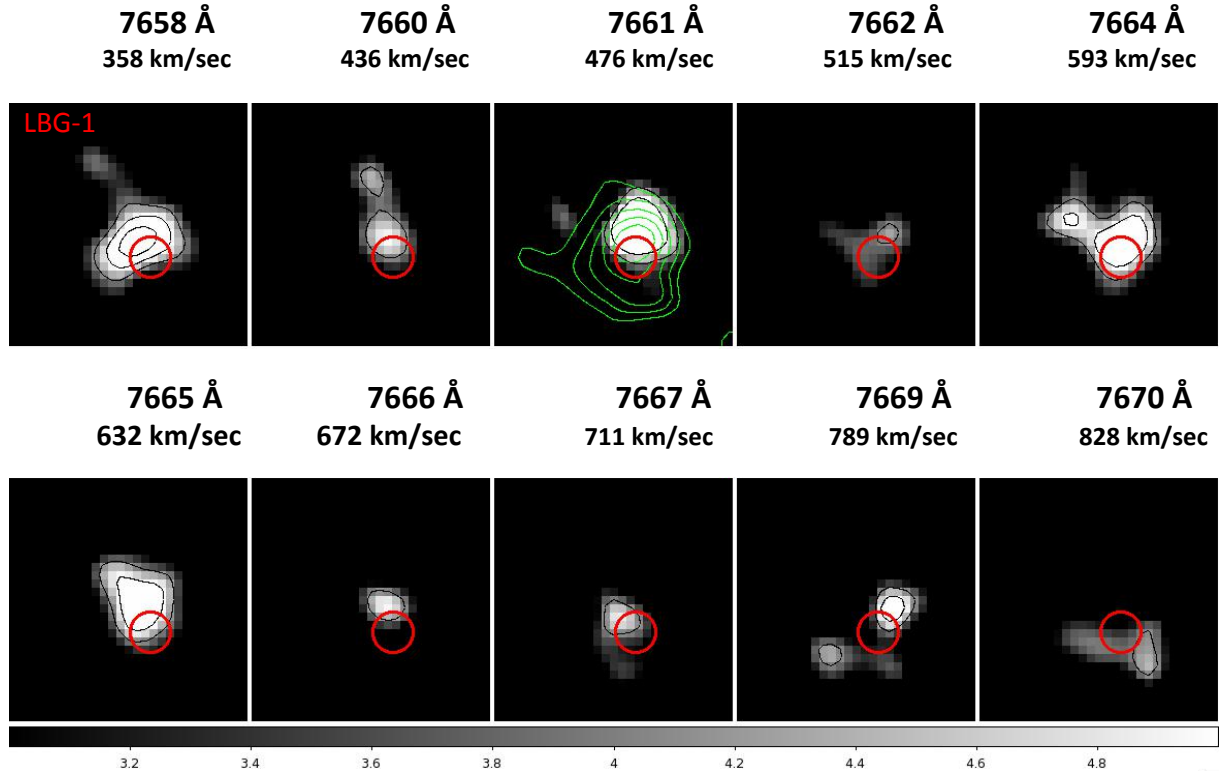 7658 Å 7660 Å 7661 Å 7662 Å 7664 Å
358 km/sec 436 km/sec 476 km/sec 515 km/sec 593 km/sec
LBG-1
7665 Å 7666 Å 7667 Å 7669 Å 7670 Å
632 km/sec 672 km/sec 711 km/sec 789 km/sec 828 km/sec
3.2 3.4 3.6 3.8 4 4.2 4.4 4.6 4.8